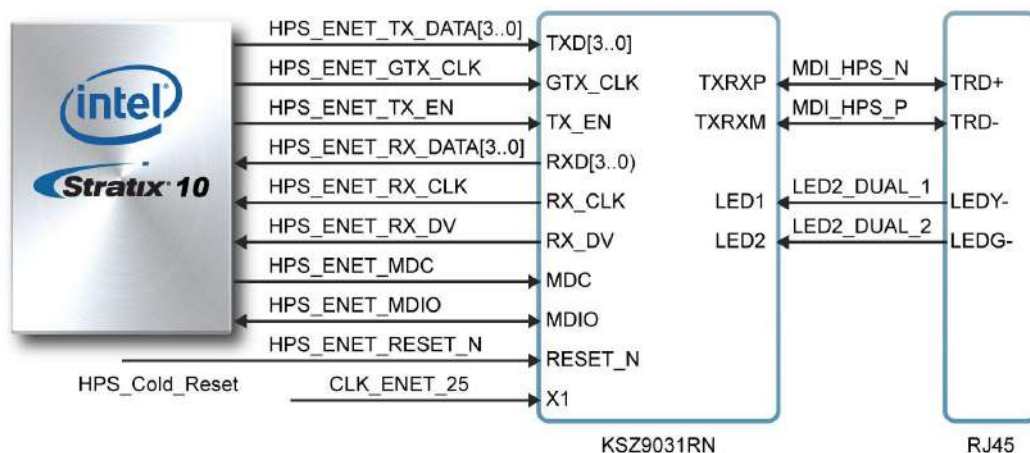 HPS_ENET_TX_DATA[3..0]
TXD[3..0]
HPS_ENET_GTX_CLK
GTX_CLK
TXRXP
MDI_HPS_N
TRD+
intel
HPS_ENET_TX_EN
TX_EN
TXRXM
MDI_HPS_P
TRD-
HPS_ENET_RX_DATA[3..0]
RXD[3..0)
Stratix 10
HPS_ENET_RX_CLK
RX_CLK
LED1
LED2_DUAL_1
LEDY-
HPS_ENET_RX_DV
RX_DV
LED2
LED2_DUAL_2
LEDG-
HPS_ENET_MDC
MDC
HPS_ENET_MDIO
MDIO
HPS_ENET_RESET_N
RESET_N
HPS_Cold_Reset
CLK_ENET_25
X1
KSZ9031RN
RJ45